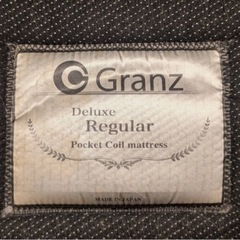 Granz
Deluxe
Regular
Pocket Coil mattress
MADE IN JAPAN